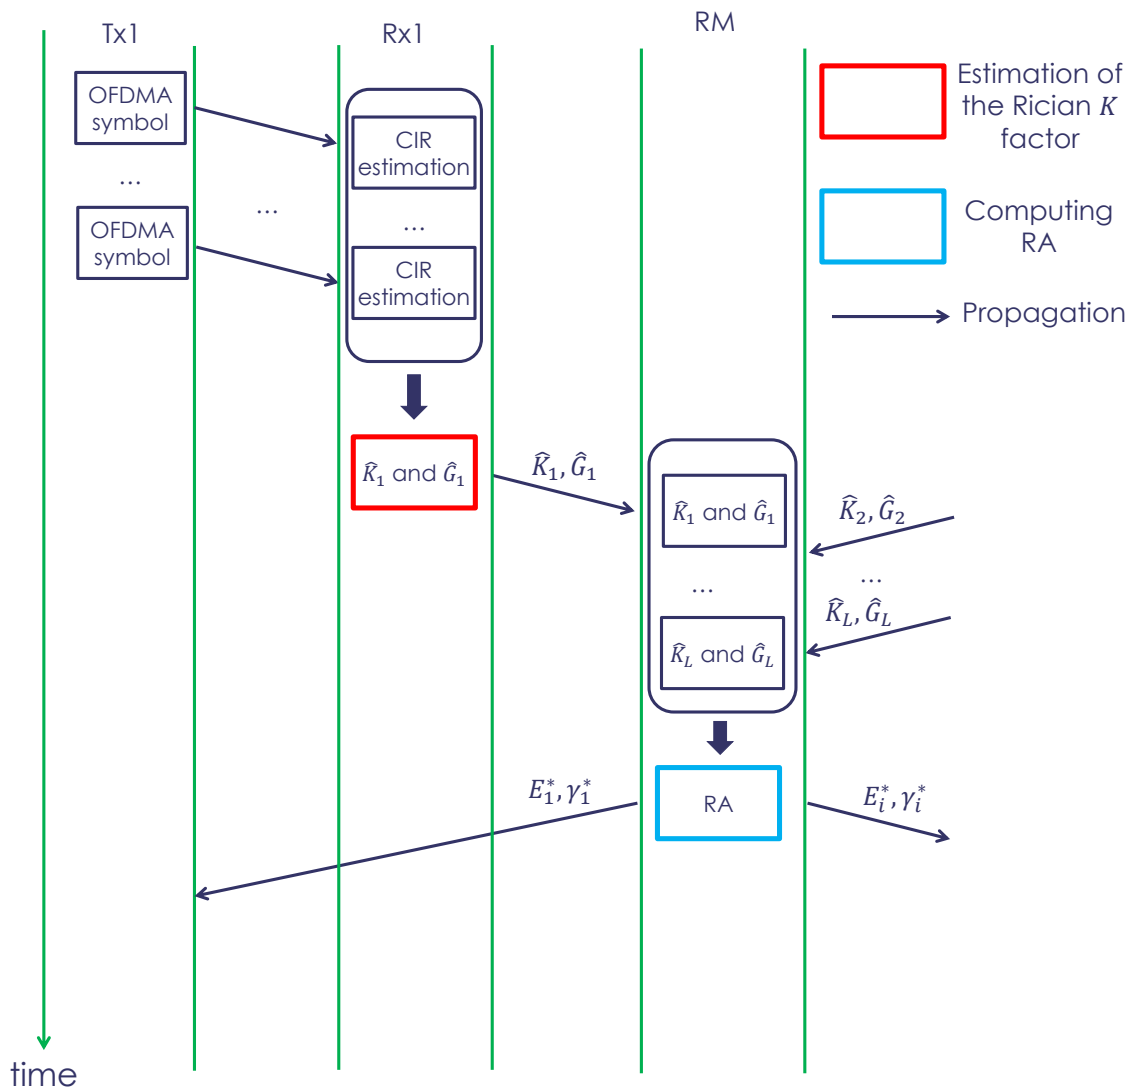 Tx1
Rx1
RM
OFDMA
symbol
...
OFDMA
symbol
...
CIR
estimation
...
CIR
estimation
Estimation of
the Rician K
factor
Computing
RA
Propagation
K̂₁ and Ĝ₁
K̂₁, Ĝ₁
K̂₁ and Ĝ₁
...
K̂_L and Ĝ_L
K̂₂, Ĝ₂
...
K̂_L, Ĝ_L
E₁*, γ₁*
RA
E_i*, γ_i*
time